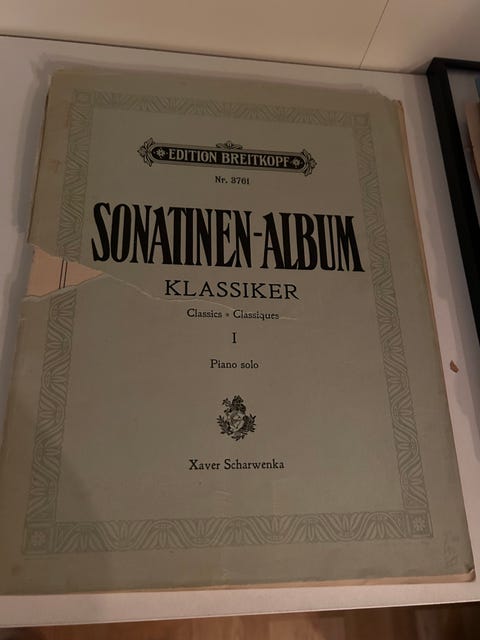 EDITION BREITKOPF
Nr. 3761
SONATINEN-ALBUM
KLASSIKER
Classics * Classiques
I
Piano solo
Xaver Scharwenka